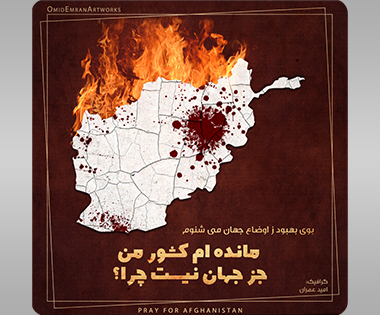 OmidEmranArtworks
بوی بهبود ز اوضاع جهان می شنوم
مانده ام کشور من
جز جهان نیست چرا؟
گرافیک:
امید عمران
PRAY FOR AFGHANISTAN